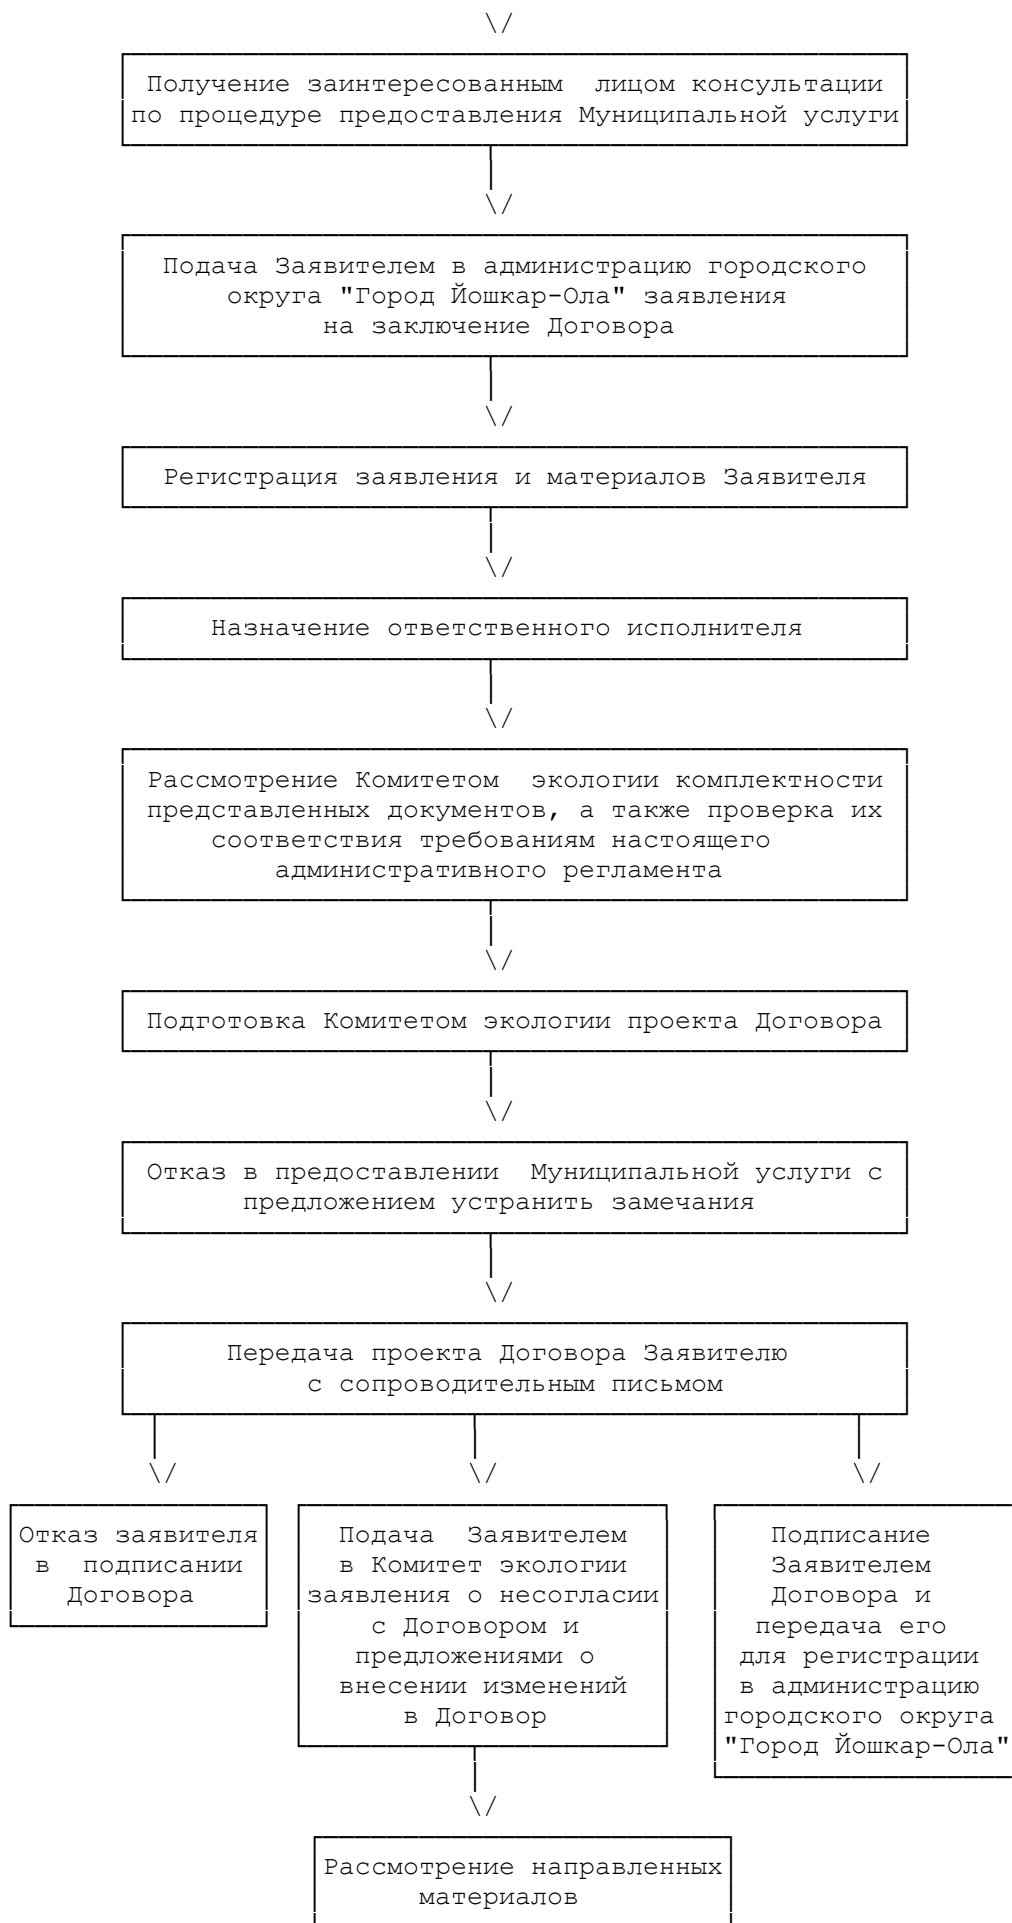 Получение заинтересованным лицом консультации
по процедуре предоставления Муниципальной услуги
Подача Заявителем в администрацию городского
округа "Город Йошкар-Ола" заявления
на заключение Договора
Регистрация заявления и материалов Заявителя
Назначение ответственного исполнителя
Рассмотрение Комитетом экологии комплектности
представленных документов, а также проверка их
соответствия требованиям настоящего
административного регламента
Подготовка Комитетом экологии проекта Договора
Отказ в предоставлении Муниципальной услуги с
предложением устранить замечания
Передача проекта Договора Заявителю
с сопроводительным письмом
Отказ заявителя
в подписании
Договора
Подача Заявителем
в Комитет экологии
заявления о несогласии
с Договором и
предложениями о
внесении изменений
в Договор
Подписание
Заявителем
Договора и
передача его
для регистрации
в администрацию
городского округа
"Город Йошкар-Ола"
Рассмотрение направленных
материалов